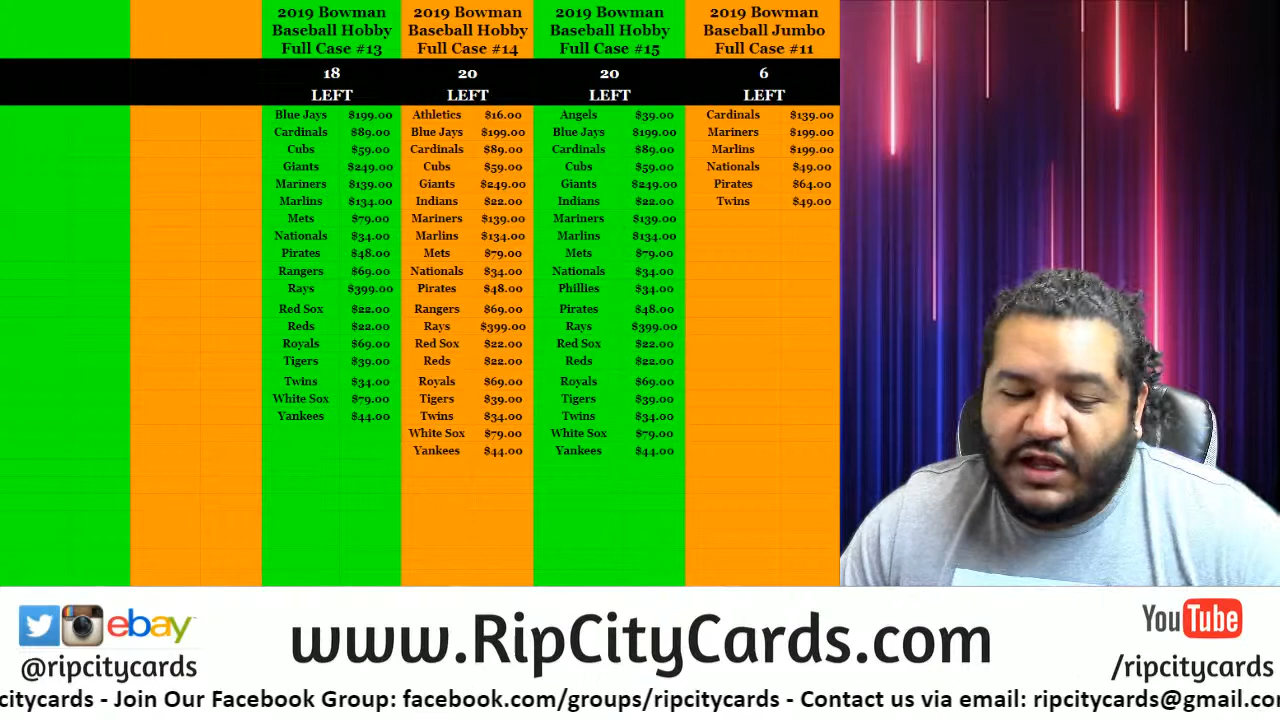 2019 Bowman
Baseball Hobby
Full Case #13
18
LEFT
Blue Jays $199.00
Cardinals $89.00
Cubs $59.00
Giants $249.00
Mariners $139.00
Marlins $134.00
Mets $79.00
Nationals $34.00
Pirates $48.00
Rangers $69.00
Rays $399.00
Red Sox $22.00
Reds $22.00
Royals $69.00
Tigers $39.00
Twins $34.00
White Sox $79.00
Yankees $44.00
2019 Bowman
Baseball Hobby
Full Case #14
20
LEFT
Athletics $16.00
Blue Jays $199.00
Cardinals $89.00
Cubs $59.00
Giants $249.00
Indians $22.00
Mariners $139.00
Marlins $134.00
Mets $79.00
Nationals $34.00
Pirates $48.00
Rangers $69.00
Rays $399.00
Red Sox $22.00
Reds $22.00
Royals $69.00
Tigers $39.00
Twins $34.00
White Sox $79.00
Yankees $44.00
2019 Bowman
Baseball Hobby
Full Case #15
20
LEFT
Angels $39.00
Blue Jays $199.00
Cardinals $89.00
Cubs $59.00
Giants $249.00
Indians $22.00
Mariners $139.00
Marlins $134.00
Mets $79.00
Nationals $34.00
Phillies $34.00
Pirates $48.00
Rays $399.00
Red Sox $22.00
Reds $22.00
Royals $69.00
Tigers $39.00
Twins $34.00
White Sox $79.00
Yankees $44.00
2019 Bowman
Baseball Jumbo
Full Case #11
6
LEFT
Cardinals $139.00
Mariners $199.00
Marlins $199.00
Nationals $49.00
Pirates $64.00
Twins $49.00
ebay
@ripcitycards
www.RipCityCards.com
YouTube
/ripcitycards
citycards - Join Our Facebook Group: facebook.com/groups/ripcitycards - Contact us via email: ripcitycards@gmail.co